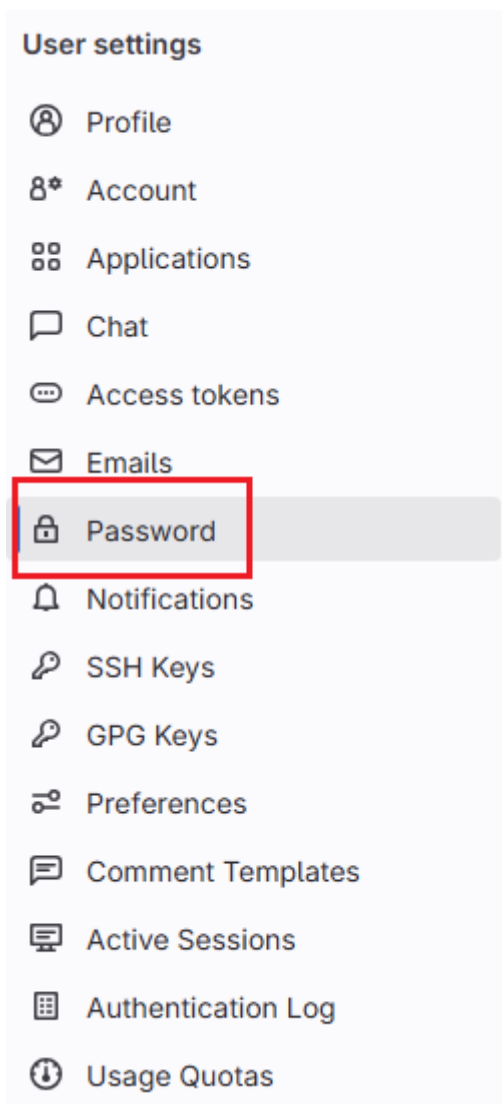 User settings
Profile
Account
Applications
Chat
Access tokens
Emails
Password
Notifications
SSH Keys
GPG Keys
Preferences
Comment Templates
Active Sessions
Authentication Log
Usage Quotas